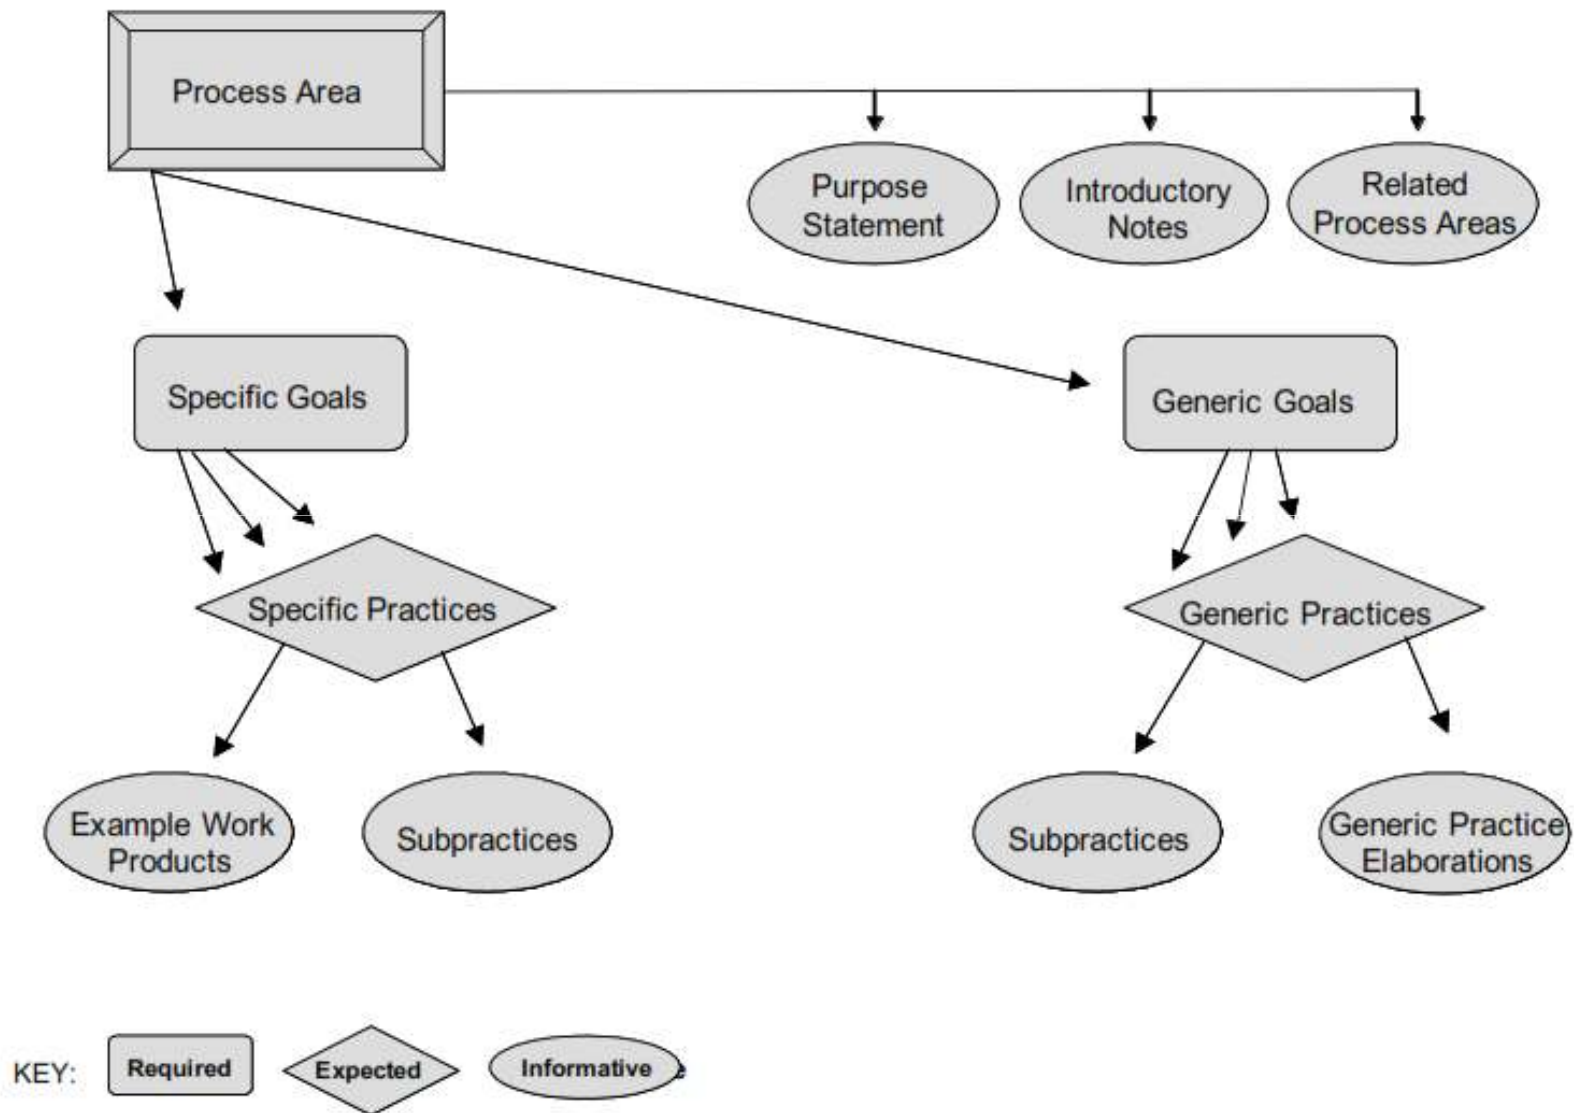 Process Area
Purpose
Statement
Introductory
Notes
Related
Process Areas
Specific Goals
Generic Goals
Specific Practices
Generic Practices
Example Work
Products
Subpractices
Subpractices
Generic Practice
Elaborations
KEY:
Required
Expected
Informative